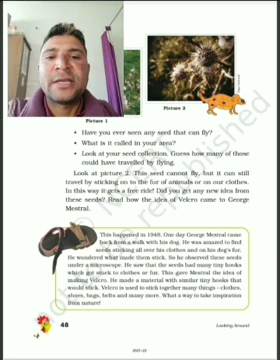 Picture 1
Picture 2
• Have you ever seen any seed that can fly?
• What is it called in your area?
• Look at your seed collection. Guess how many of those
could have travelled by flying.
Look at picture 2. This seed cannot fly, but it can still
travel by sticking on to the fur of animals or on our clothes.
In this way it gets a free ride! Did you get any new idea from
these seeds? Read how the idea of Velcro came to George
Mestral.
This happened in 1948. One day George Mestral came
back from a walk with his dog. He was amazed to find
seeds sticking all over his clothes and on his dog's fur.
He wondered what made them stick. So he observed these
seeds under a microscope. He saw that the seeds had many tiny hooks
which got stuck to clothes or fur. This gave Mestral the idea of
making Velcro. He made a material with similar tiny hooks that
would stick. Velcro is used to stick together many things – clothes,
shoes, bags, belts and many more. What a way to take inspiration
from nature!
48
Looking Around